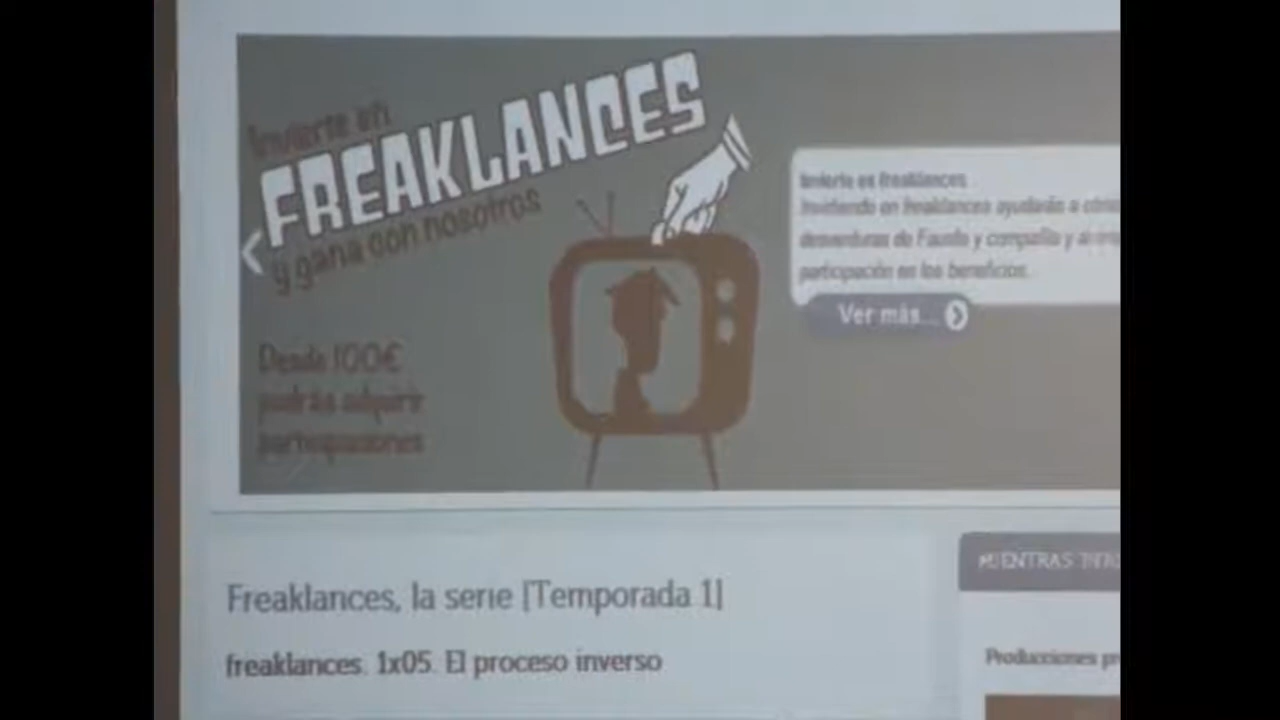 Invierte en
FREAKLANCES
y gana con nosotros
Desde 100€
podrás adquirir
participaciones
Invierte en freaklances
Invirtiendo en freaklances ayudarás a
desventuras de Fausto y compañía y
participación en los beneficios.
Ver más...
Freaklances, la serie [Temporada 1]
freaklances. 1x05. El proceso inverso
MIENTRAS
Producciones